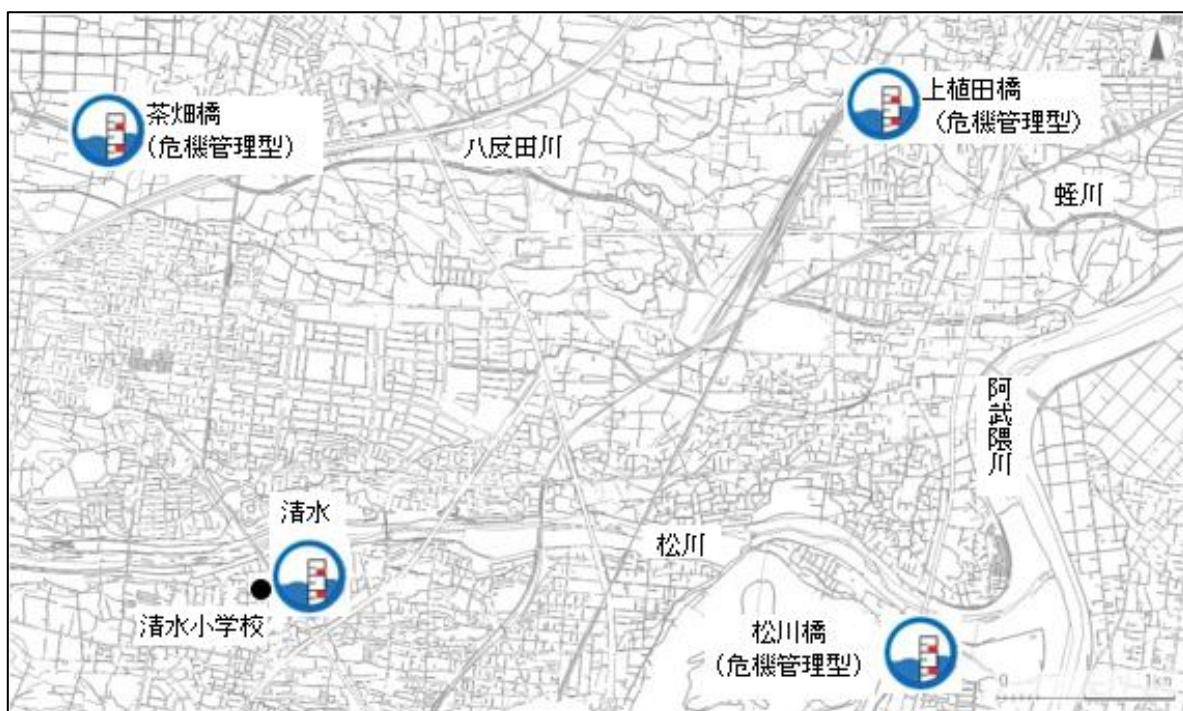 茶畑橋
(危機管理型)
上植田橋
(危機管理型)
八反田川
蛭川
阿武隈川
清水
松川
清水小学校
松川橋
(危機管理型)
0
1km